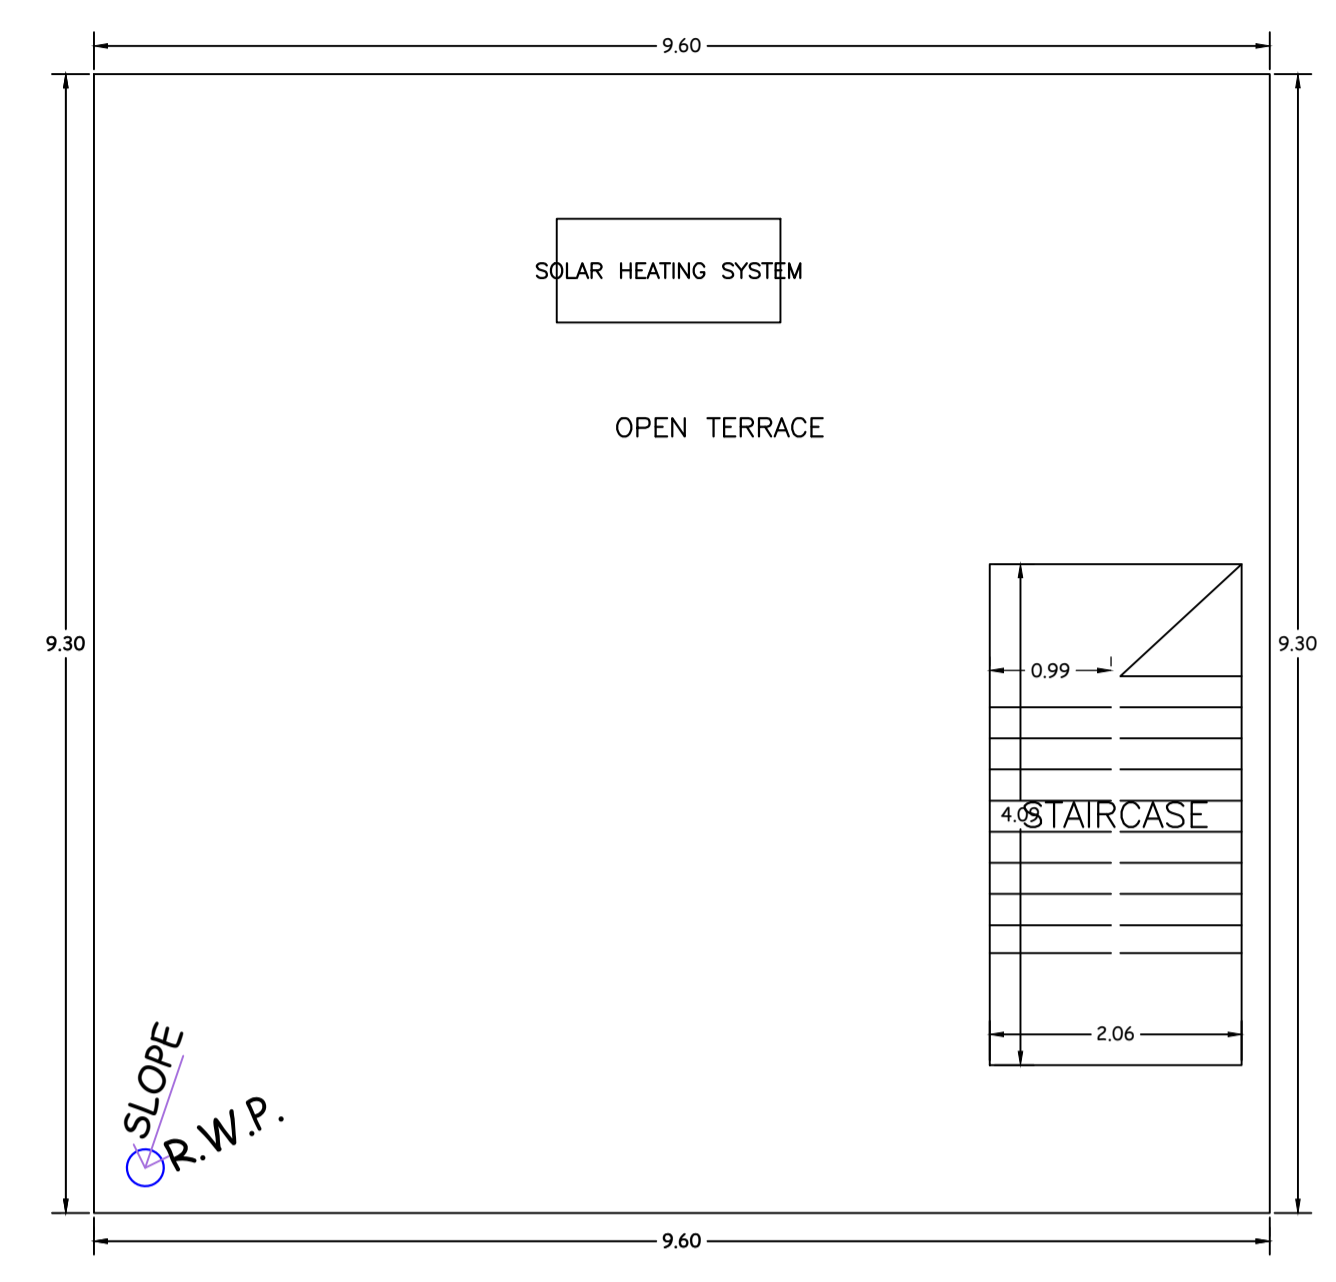 9.60
SOLAR HEATING SYSTEM
OPEN TERRACE
9.30
9.30
0.99
4.09
STAIRCASE
2.06
SLOPE
R.W.P.
9.60